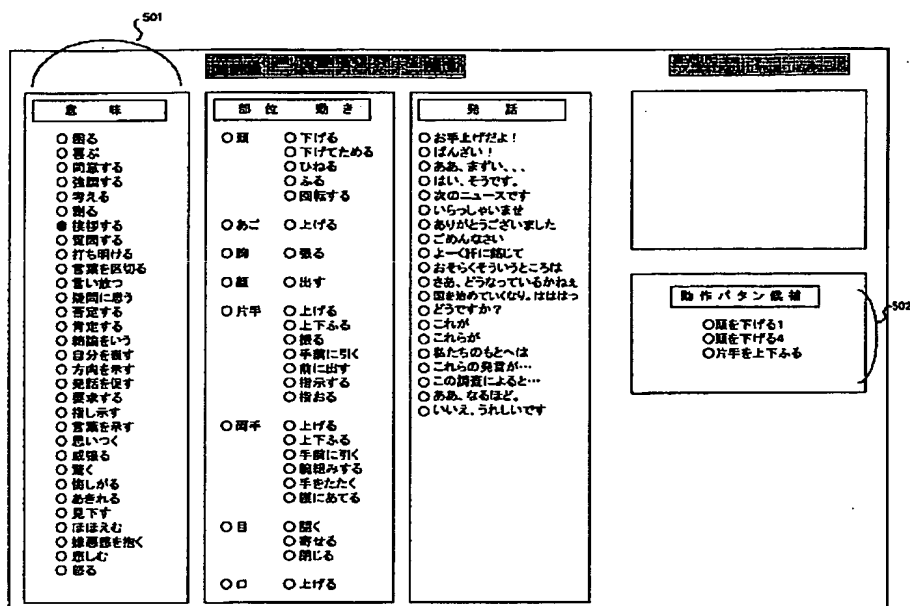 501
意 味
○困る
○喜ぶ
○同意する
○強調する
○考える
○謝る
●挨拶する
○質問する
○打ち明ける
○言葉を区切る
○言い放つ
○疑問に思う
○否定する
○肯定する
○結論をいう
○自分を表す
○方向を示す
○発話を促す
○要求する
○指し示す
○言葉を示す
○思いつく
○威張る
○驚く
○悔しがる
○あきれる
○見下す
○ほほえむ
○嫌悪感を抱く
○悲しむ
○怒る
部 位 動 き
○頭 ○下げる
○下げてためる
○ひねる
○ふる
○回転する
○あご ○上げる
○胸 ○張る
○顔 ○出す
○片手 ○上げる
○上下ふる
○振る
○手前に引く
○前に出す
○指示する
○指おる
○両手 ○上げる
○上下ふる
○手前に引く
○腕組みする
○手をたたく
○腰にあてる
○目 ○開く
○寄せる
○閉じる
○口 ○上げる
発 話
○お手上げだよ！
○ばんざい！
○ああ、まずい、、、
○はい、そうです。
○次のニュースです
○いらっしゃいませ
○ありがとうございました
○ごめんなさい
○よーく肝に銘じて
○おそらくそういうところは
○さあ、どうなっているかねぇ
○国を治めていくなり。はははっ
○どうですか？
○これが
○これらが
○私たちのもとへは
○これらの発言が…
○この調査によると…
○ああ、なるほど。
○いいえ、うれしいです
動 作 パ タ ン 候 補
○頭を下げる1
○頭を下げる4
○片手を上下ふる
502